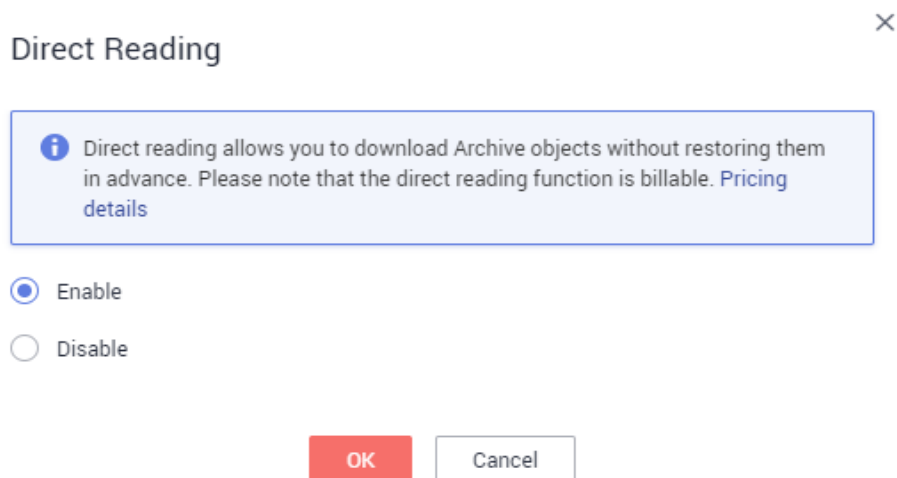 Direct Reading
Direct reading allows you to download Archive objects without restoring them
in advance. Please note that the direct reading function is billable. Pricing
details
Enable
Disable
OK
Cancel